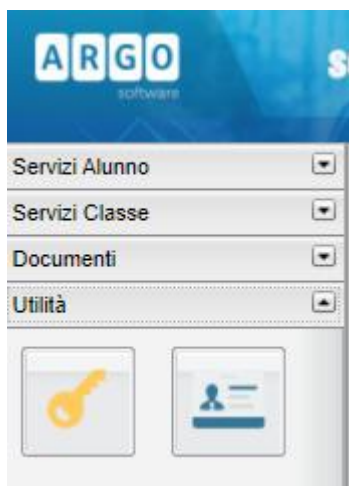 ARGO
software
S
Servizi Alunno
Servizi Classe
Documenti
Utilità